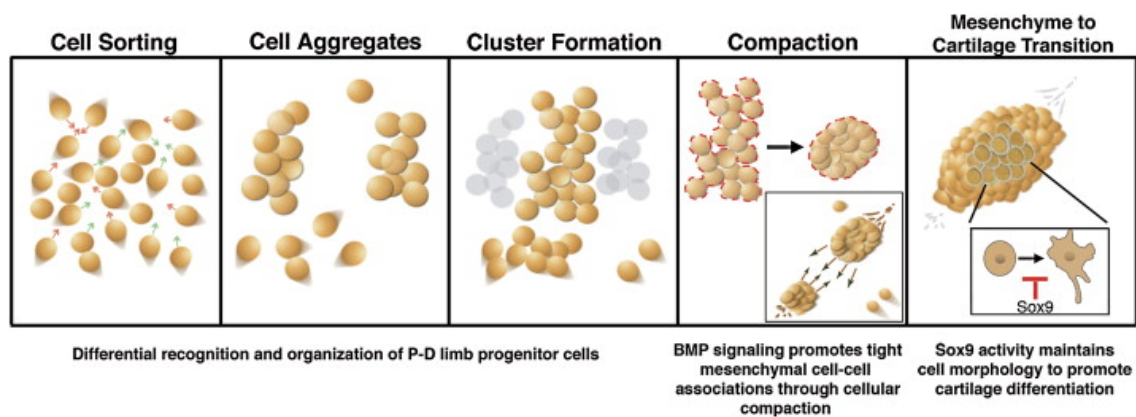 Cell Sorting
Cell Aggregates
Cluster Formation
Compaction
Mesenchyme to
Cartilage Transition
Sox9
Differential recognition and organization of P-D limb progenitor cells
BMP signaling promotes tight
mesenchymal cell-cell
associations through cellular
compaction
Sox9 activity maintains
cell morphology to promote
cartilage differentiation